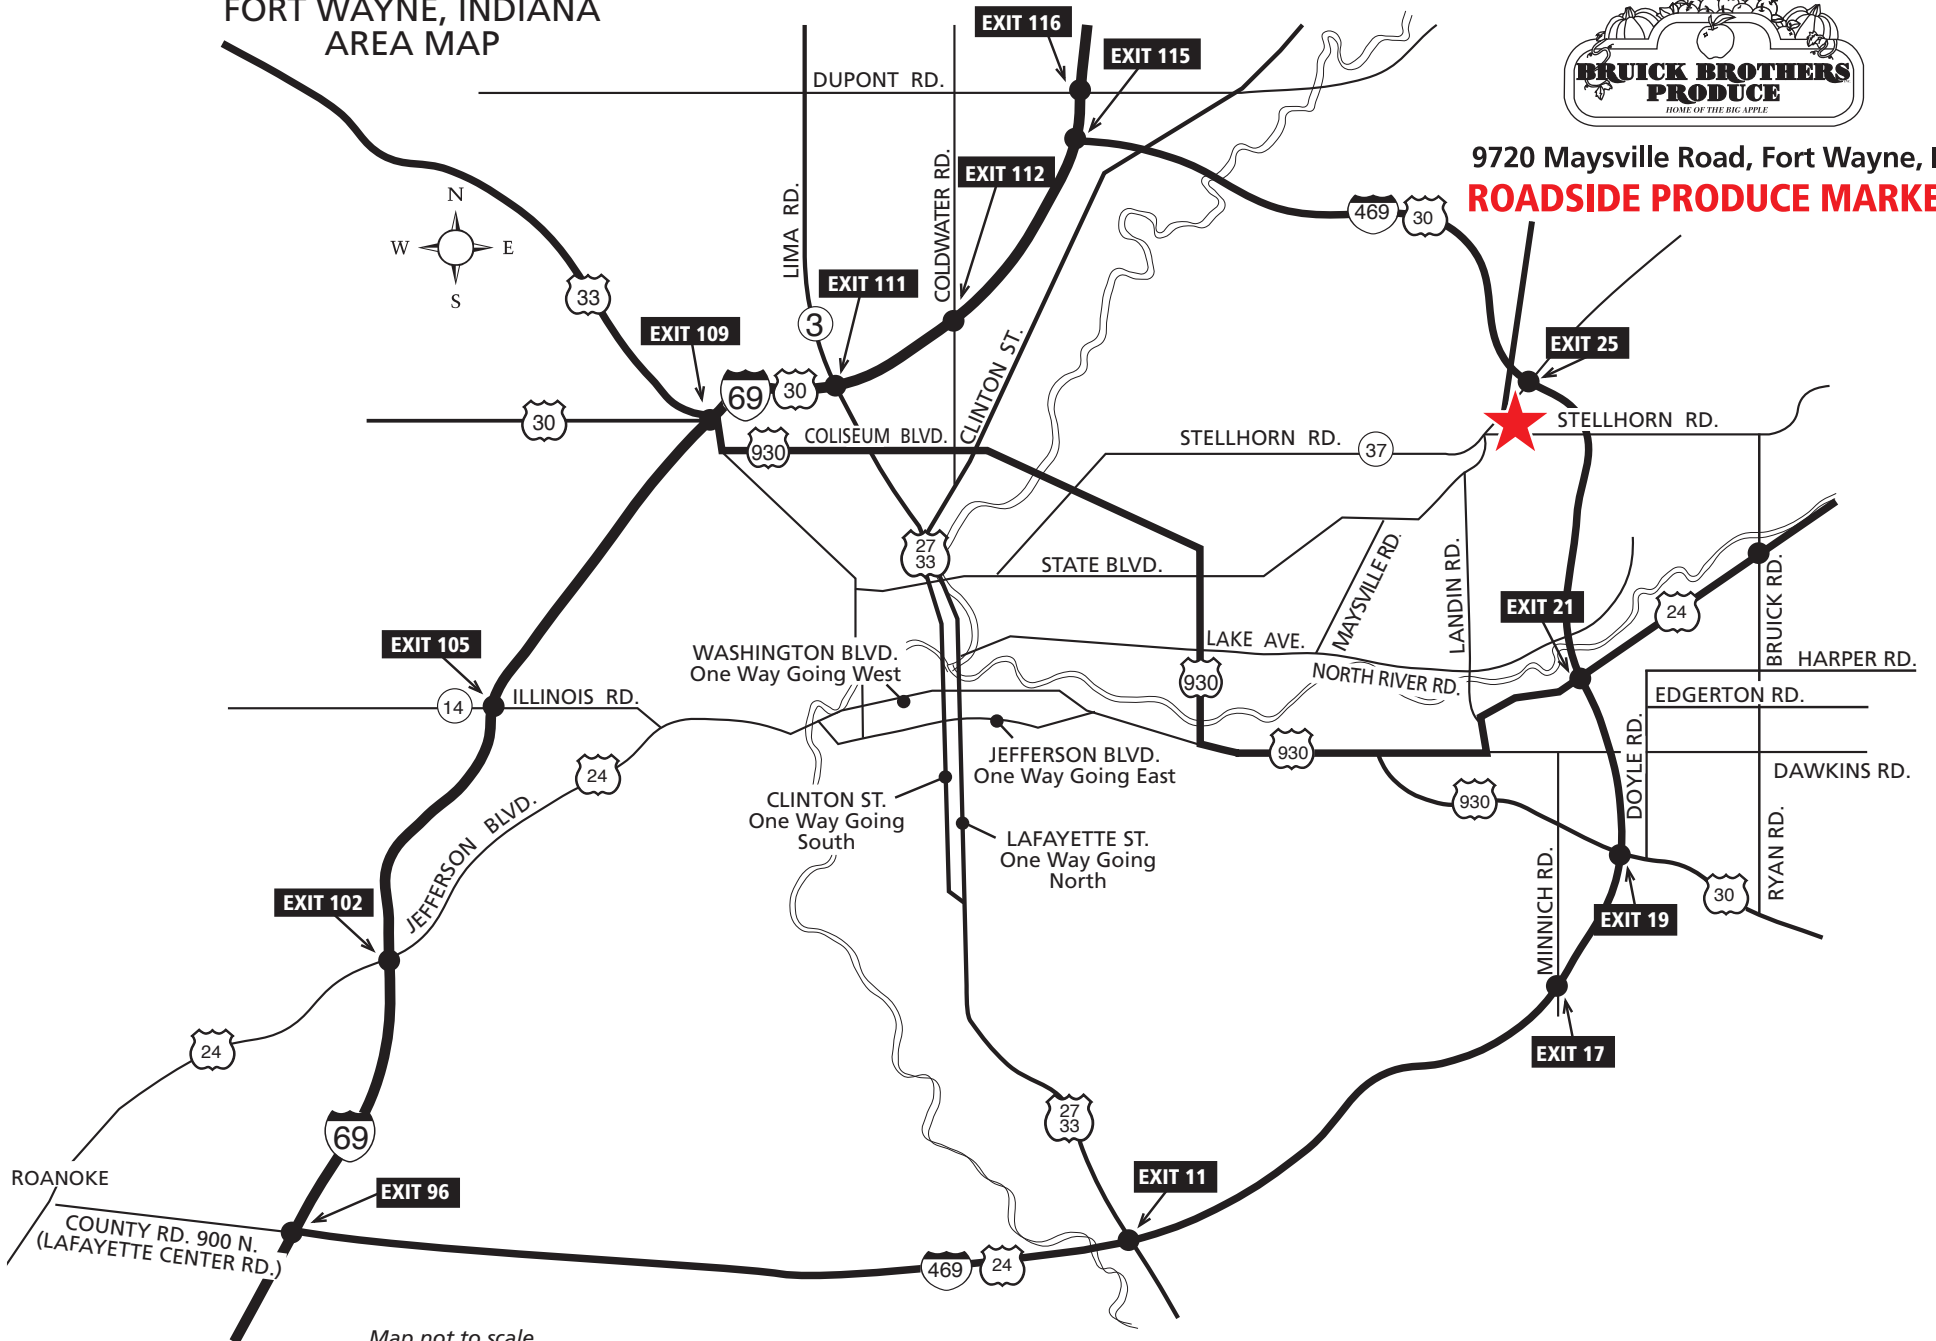 FORT WAYNE, INDIANA
AREA MAP
EXIT 116
EXIT 115
DUPONT RD.
BRUICK BROTHERS
PRODUCE
HOME OF THE BIG APPLE
9720 Maysville Road, Fort Wayne,
ROADSIDE PRODUCE MARKE
EXIT 112
LIMA RD.
COLDWATER RD.
469
30
N
W
E
S
33
EXIT 111
3
EXIT 109
EXIT 25
69
30
30
CLINTON ST.
COLISEUM BLVD.
930
STELLHORN RD.
37
STELLHORN RD.
27
33
STATE BLVD.
MAYSVILLE RD.
LANDIN RD.
EXIT 21
24
BRUICK RD.
EXIT 105
WASHINGTON BLVD.
One Way Going West
LAKE AVE.
930
NORTH RIVER RD.
HARPER RD.
EDGERTON RD.
14
ILLINOIS RD.
24
JEFFERSON BLVD.
One Way Going East
930
DOYLE RD.
DAWKINS RD.
CLINTON ST.
One Way Going
South
930
JEFFERSON BLVD.
LAFAYETTE ST.
One Way Going
North
MINNICH RD.
RYAN RD.
30
EXIT 102
EXIT 19
24
EXIT 17
69
27
33
ROANOKE
EXIT 96
EXIT 11
COUNTY RD. 900 N.
(LAFAYETTE CENTER RD.)
469
24
Map not to scale